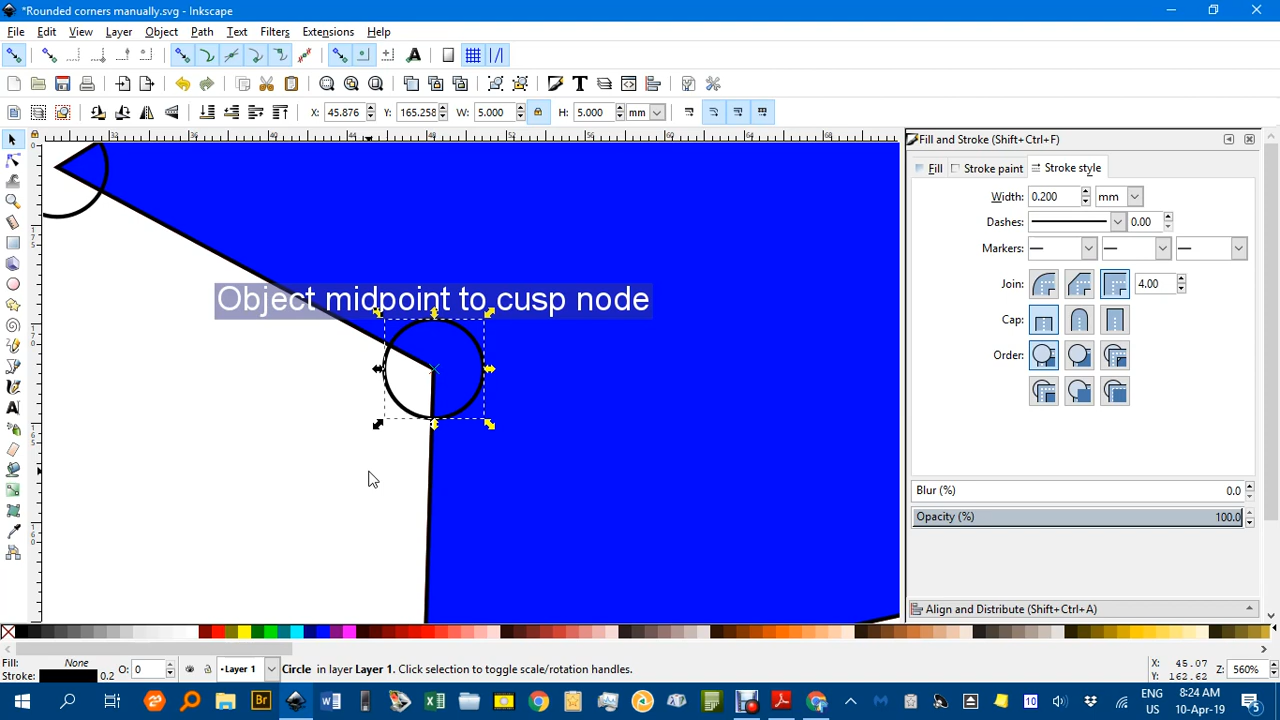 *Rounded corners manually.svg - Inkscape
File Edit View Layer Object Path Text Filters Extensions Help
X: 45.876 Y: 165.258 W: 5.000 H: 5.000 mm
Fill and Stroke (Shift+Ctrl+F)
Fill Stroke paint Stroke style
Width: 0.200 mm
Dashes: 0.00
Markers:
Join: 4.00
Cap:
Order:
Object midpoint to cusp node
Blur (%) 0.0
Opacity (%) 100.0
Align and Distribute (Shift+Ctrl+A)
Fill: None
Stroke: 0.2
O: 0
Layer 1
Circle in layer Layer 1. Click selection to toggle scale/rotation handles.
X: 45.07
Y: 162.62
Z: 560%
ENG
US
8:24 AM
10-Apr-19